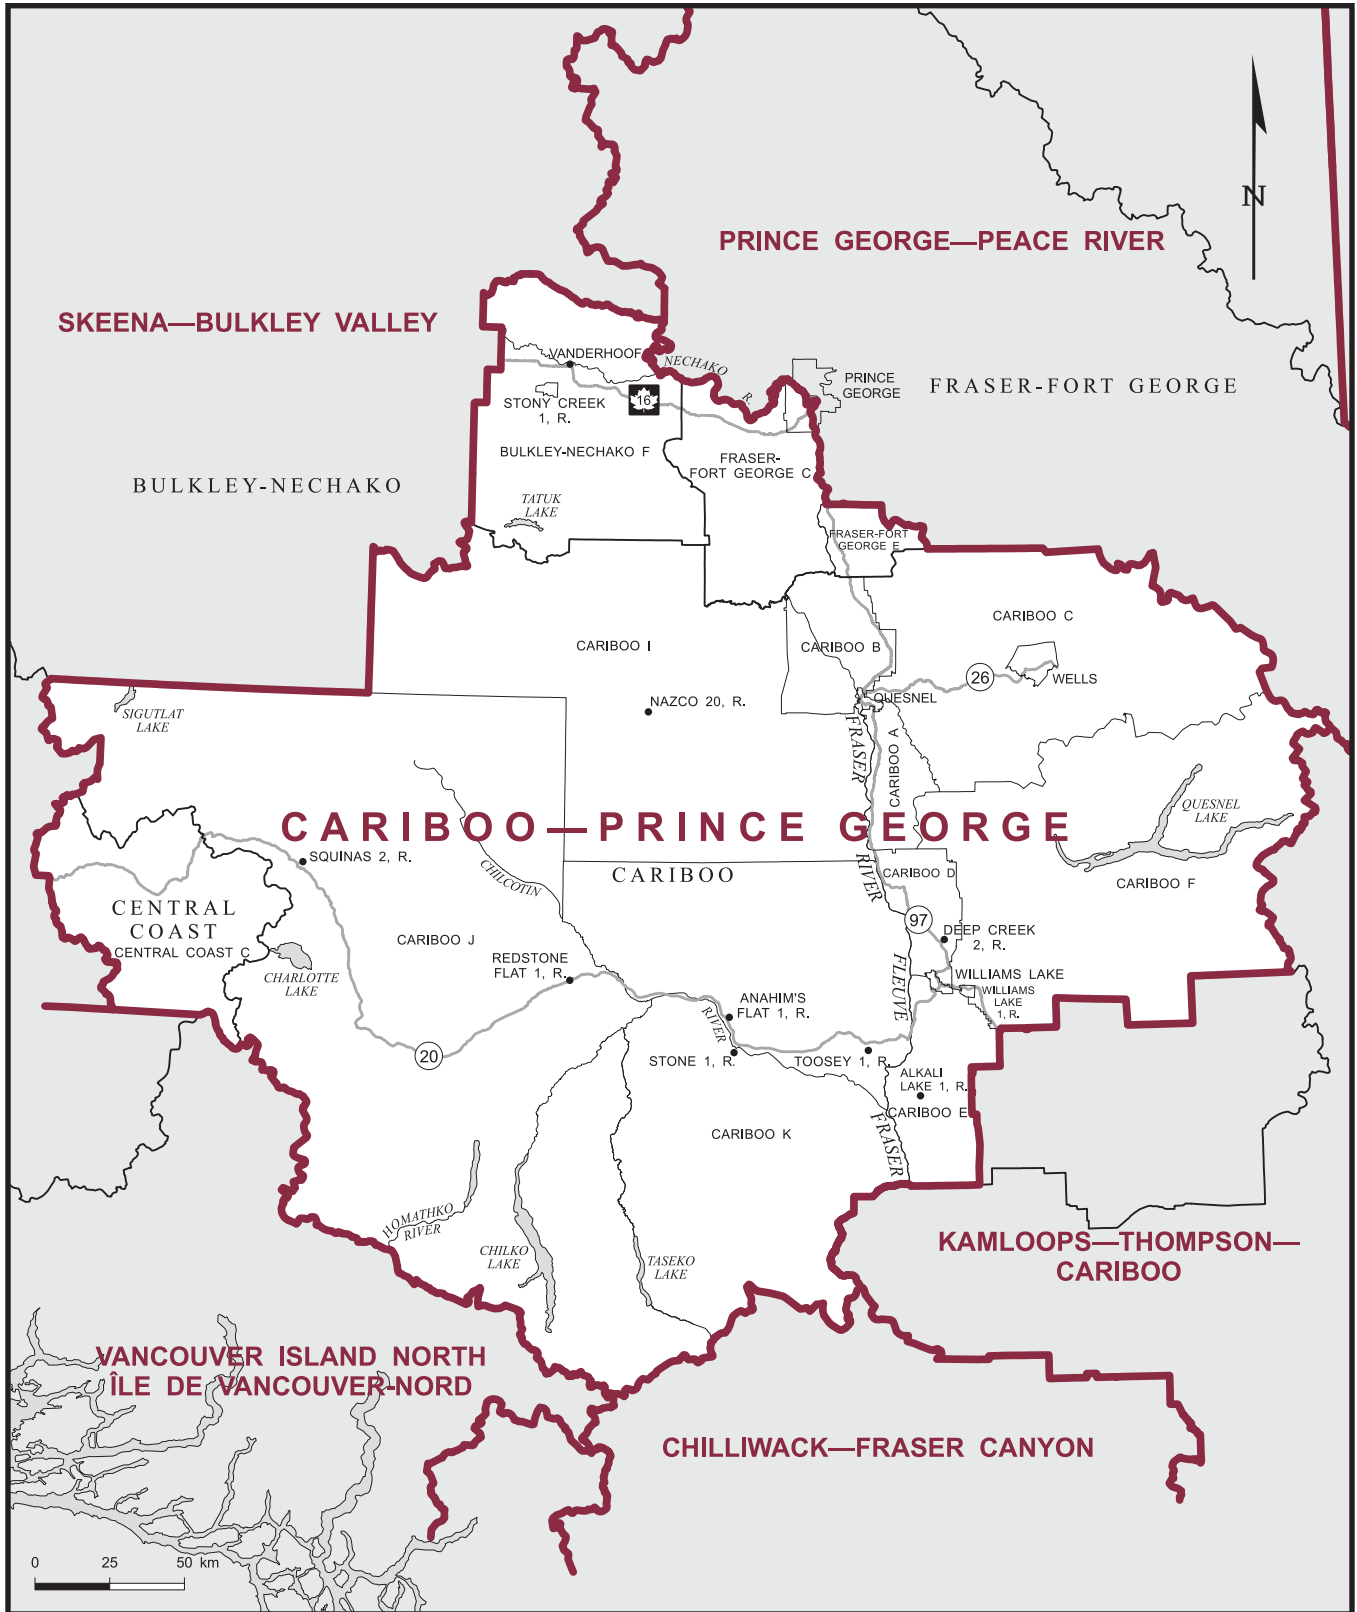 N
PRINCE GEORGE—PEACE RIVER
SKEENA—BULKLEY VALLEY
VANDERHOOF
NECHAKO
R.
PRINCE
GEORGE
FRASER-FORT GEORGE
16
STONY CREEK
1, R.
BULKLEY-NECHAKO F
FRASER-
FORT GEORGE C
BULKLEY-NECHAKO
TATUK
LAKE
FRASER-FORT
GEORGE E
CARIBOO C
CARIBOO I
CARIBOO B
26
WELLS
QUESNEL
NAZCO 20, R.
SIGUTLAT
LAKE
FRASER
CARIBOO A
QUESNEL
LAKE
CARIBOO—PRINCE GEORGE
SQUINAS 2, R.
CHILCOTIN
CARIBOO
RIVER
CARIBOO D
CARIBOO F
CENTRAL
COAST
CENTRAL COAST C
CARIBOO J
97
DEEP CREEK
2, R.
REDSTONE
FLAT 1, R.
CHARLOTTE
LAKE
FLEUVE
WILLIAMS LAKE
WILLIAMS
LAKE
1, R.
ANAHIM'S
FLAT 1, R.
RIVER
20
STONE 1, R.
TOOSEY 1, R.
ALKALI
LAKE 1, R.
CARIBOO E
CARIBOO K
FRASER
HOMATHKO
RIVER
CHILKO
LAKE
TASEKO
LAKE
KAMLOOPS—THOMPSON—
CARIBOO
VANCOUVER ISLAND NORTH
ÎLE DE VANCOUVER-NORD
CHILLIWACK—FRASER CANYON
0 25 50 km